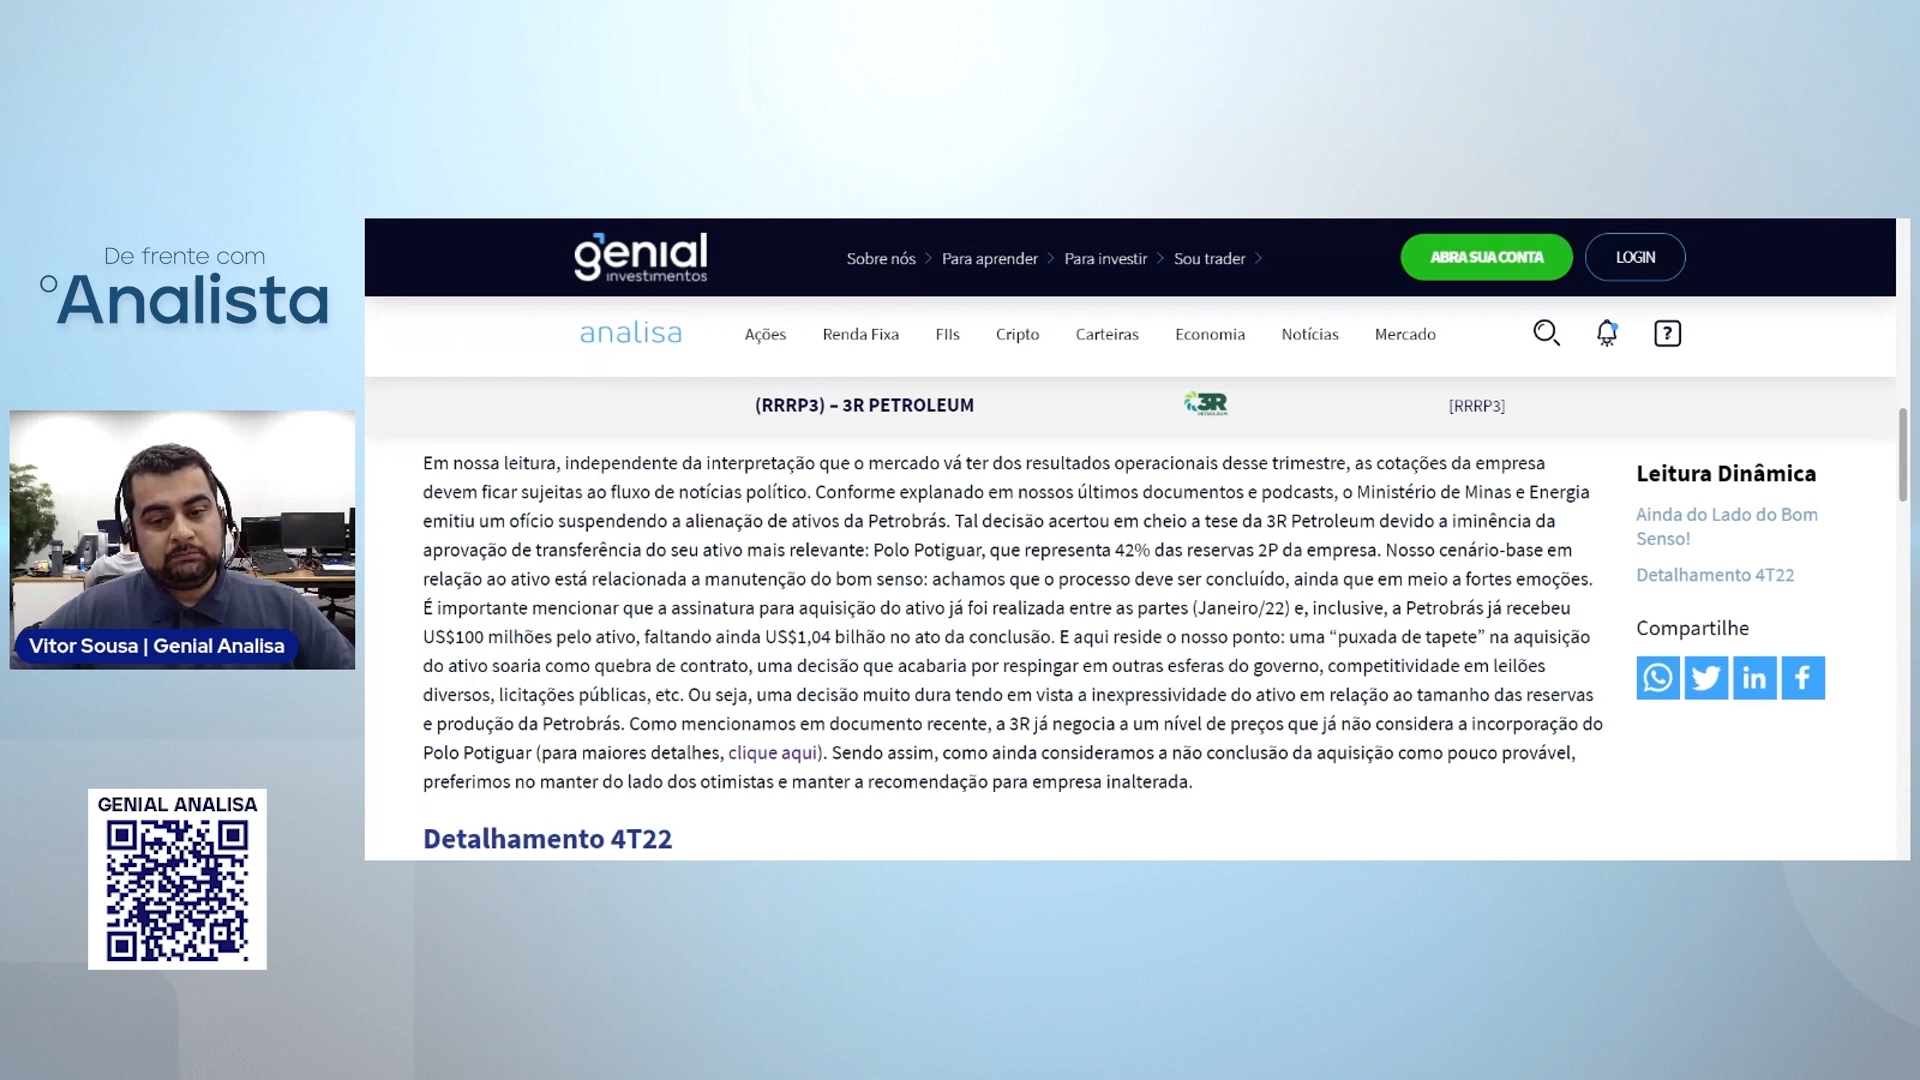 De frente com
o Analista
Vitor Sousa | Genial Analisa
GENIAL ANALISA
genial
investimentos
Sobre nós
Para aprender
Para investir
Sou trader
ABRA SUA CONTA
LOGIN
analisa
Ações
Renda Fixa
FIIs
Cripto
Carteiras
Economia
Notícias
Mercado
?
(RRRP3) – 3R PETROLEUM
3R
PETROLEUM
[RRRP3]
Em nossa leitura, independente da interpretação que o mercado vá ter dos resultados operacionais desse trimestre, as cotações da empresa
devem ficar sujeitas ao fluxo de notícias político. Conforme explanado em nossos últimos documentos e podcasts, o Ministério de Minas e Energia
emitiu um ofício suspendendo a alienação de ativos da Petrobrás. Tal decisão acertou em cheio a tese da 3R Petroleum devido a iminência da
aprovação de transferência do seu ativo mais relevante: Polo Potiguar, que representa 42% das reservas 2P da empresa. Nosso cenário-base em
relação ao ativo está relacionada a manutenção do bom senso: achamos que o processo deve ser concluído, ainda que em meio a fortes emoções.
É importante mencionar que a assinatura para aquisição do ativo já foi realizada entre as partes (Janeiro/22) e, inclusive, a Petrobrás já recebeu
US$100 milhões pelo ativo, faltando ainda US$1,04 bilhão no ato da conclusão. E aqui reside o nosso ponto: uma “puxada de tapete” na aquisição
do ativo soaria como quebra de contrato, uma decisão que acabaria por respingar em outras esferas do governo, competitividade em leilões
diversos, licitações públicas, etc. Ou seja, uma decisão muito dura tendo em vista a inexpressividade do ativo em relação ao tamanho das reservas
e produção da Petrobrás. Como mencionamos em documento recente, a 3R já negocia a um nível de preços que já não considera a incorporação do
Polo Potiguar (para maiores detalhes, clique aqui). Sendo assim, como ainda consideramos a não conclusão da aquisição como pouco provável,
preferimos no manter do lado dos otimistas e manter a recomendação para empresa inalterada.
Detalhamento 4T22
Leitura Dinâmica
Ainda do Lado do Bom
Senso!
Detalhamento 4T22
Compartilhe